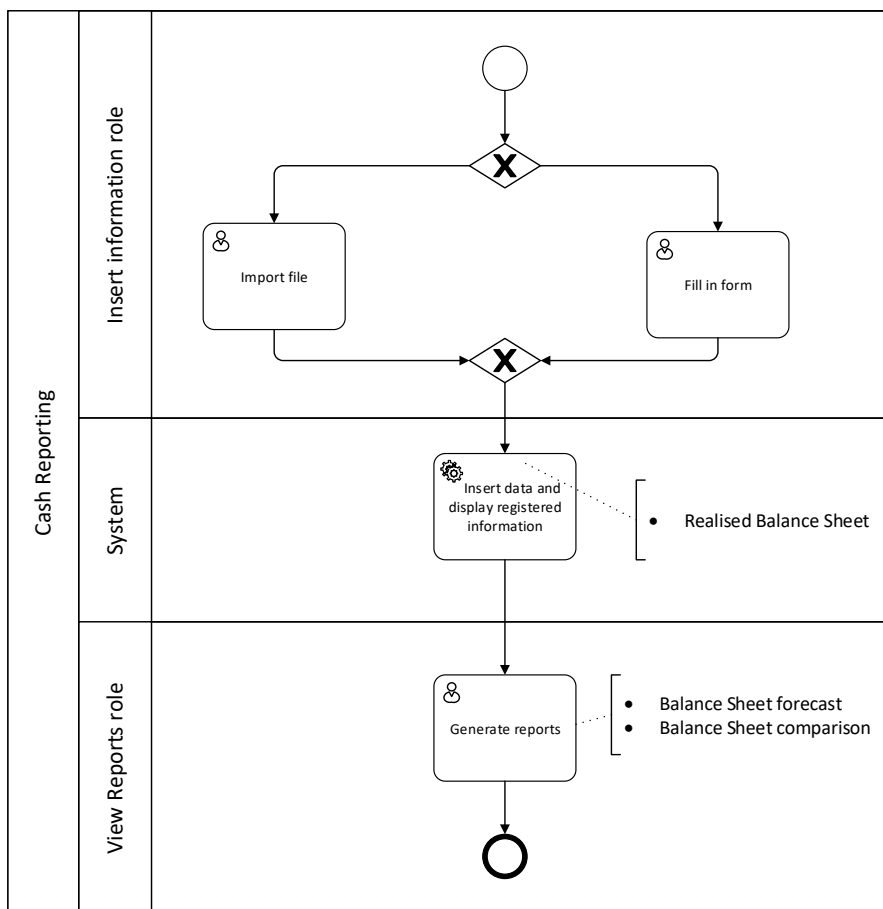 Cash Reporting
Insert information role
X
Import file
Fill in form
X
System
Insert data and
display registered
information
• Realised Balance Sheet
View Reports role
Generate reports
• Balance Sheet forecast
• Balance Sheet comparison